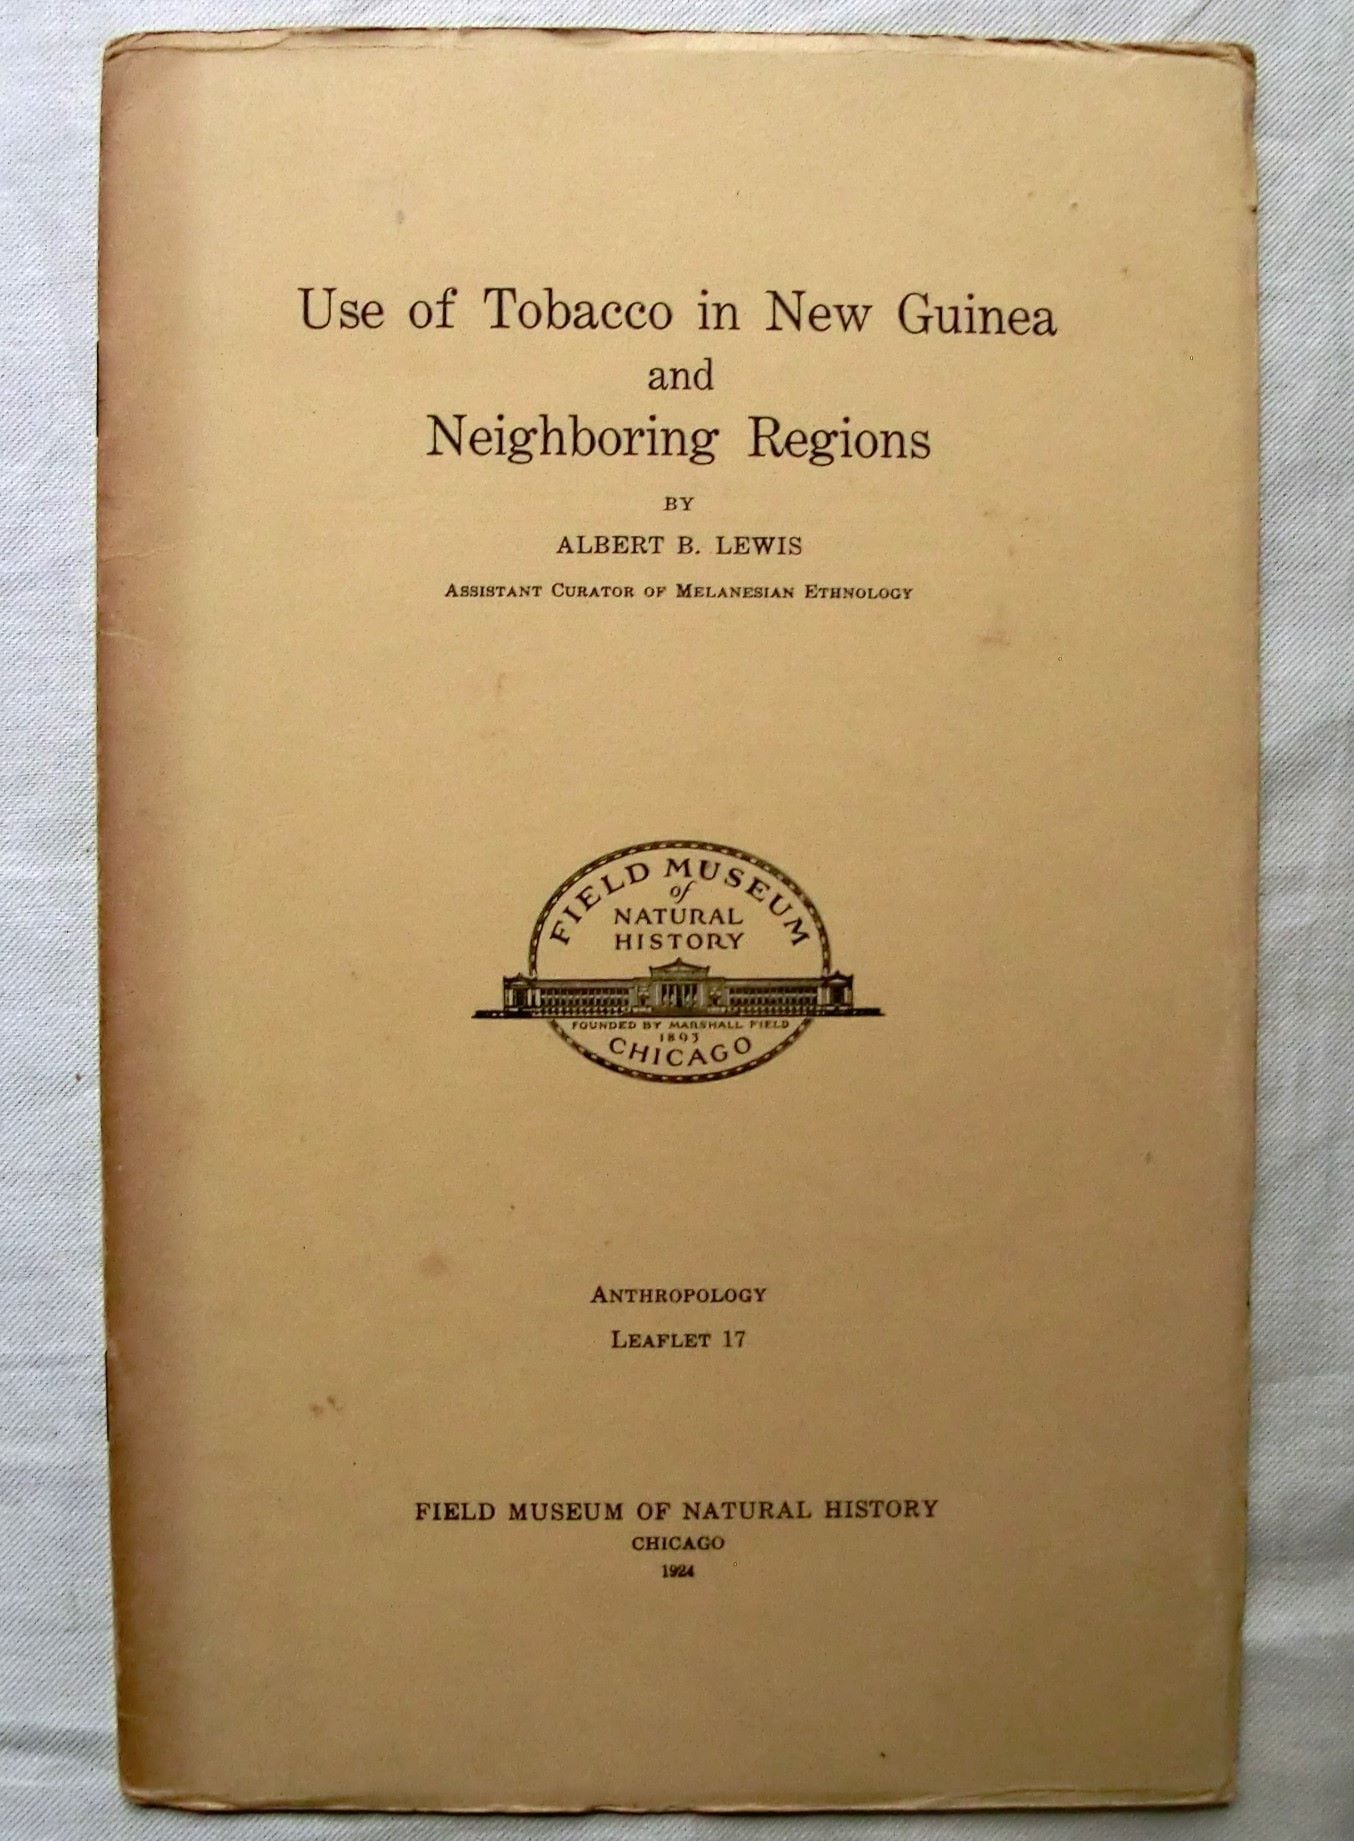 Use of Tobacco in New Guinea
and
Neighboring Regions
BY
ALBERT B. LEWIS
ASSISTANT CURATOR OF MELANESIAN ETHNOLOGY
FIELD MUSEUM
of
NATURAL
HISTORY
FOUNDED BY MARSHALL FIELD
1893
CHICAGO
ANTHROPOLOGY
LEAFLET 17
FIELD MUSEUM OF NATURAL HISTORY
CHICAGO
1924